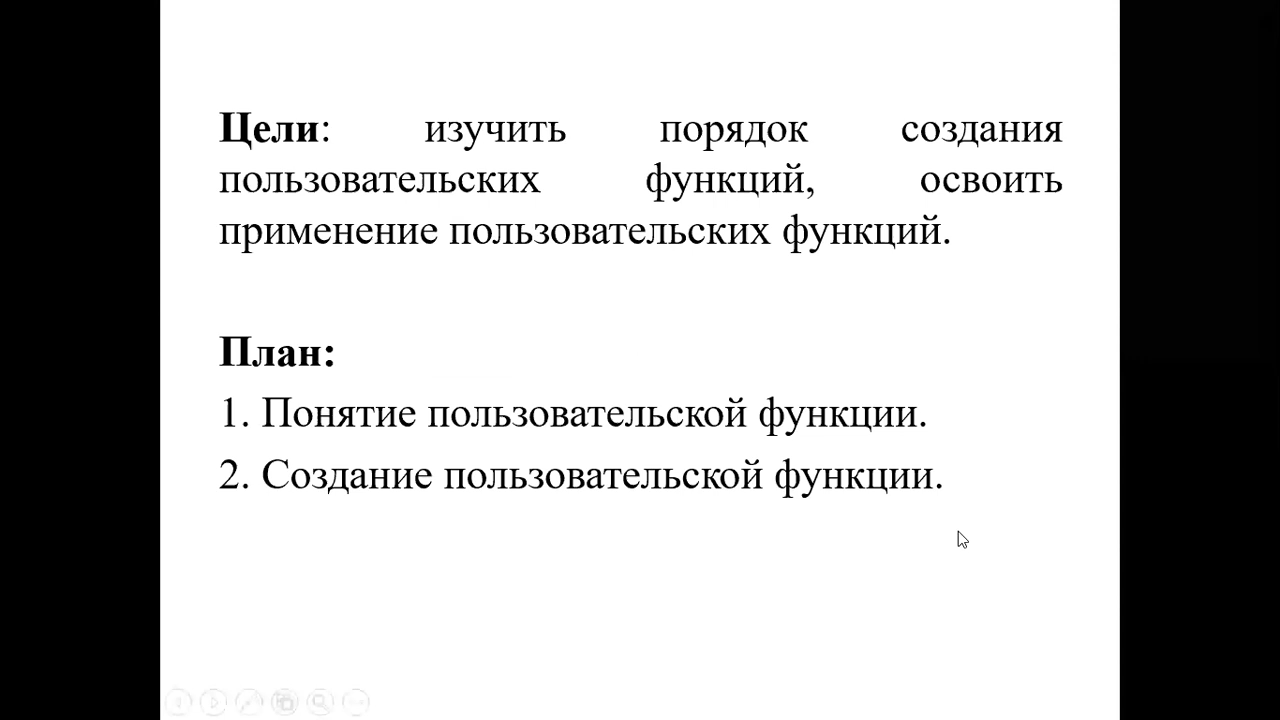 Цели: изучить порядок создания
пользовательских функций, освоить
применение пользовательских функций.
План:
1. Понятие пользовательской функции.
2. Создание пользовательской функции.